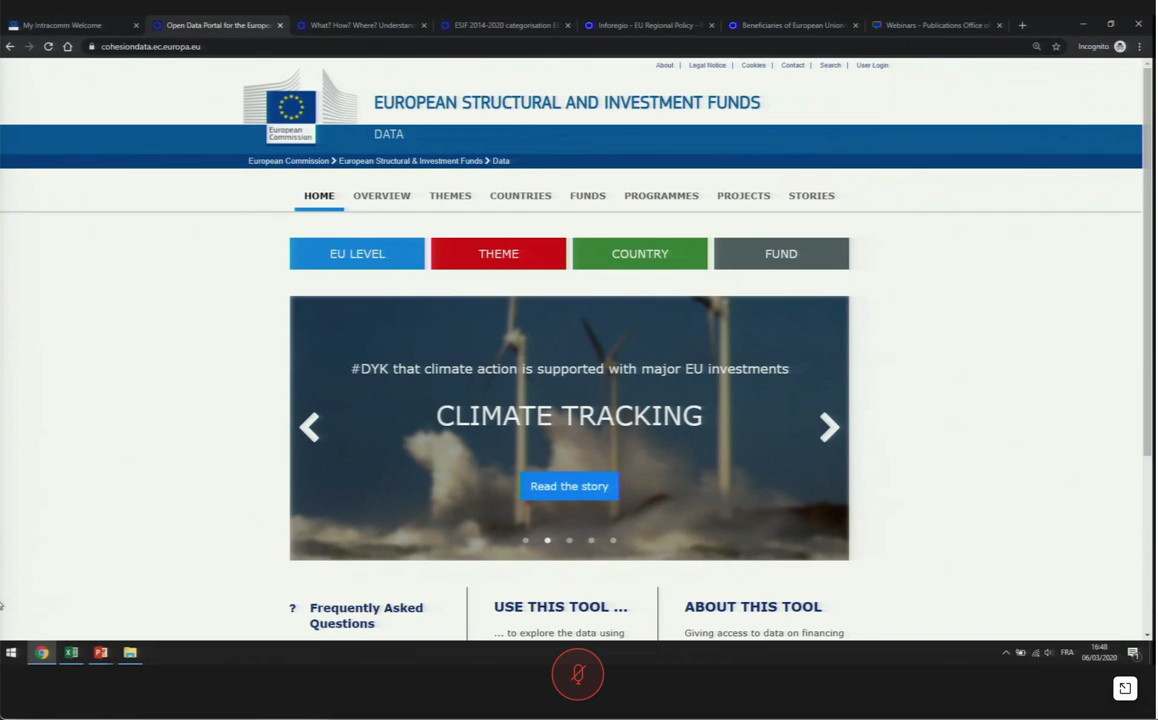 My Intracomm Welcome
Open Data Portal for the Europe
What? How? Where? Understan
ESIF 2014-2020 categorisation E
Inforegio - EU Regional Policy -
Beneficiaries of European Union
Webinars - Publications Office o
cohesiondata.ec.europa.eu
Incognito
About | Legal Notice | Cookies | Contact | Search | User Login
EUROPEAN STRUCTURAL AND INVESTMENT FUNDS
European
Commission
DATA
European Commission > European Structural & Investment Funds > Data
HOME OVERVIEW THEMES COUNTRIES FUNDS PROGRAMMES PROJECTS STORIES
EU LEVEL THEME COUNTRY FUND
#DYK that climate action is supported with major EU investments
CLIMATE TRACKING
Read the story
? Frequently Asked
Questions
USE THIS TOOL ...
... to explore the data using
ABOUT THIS TOOL
Giving access to data on financing
FRA
16:48
06/03/2020